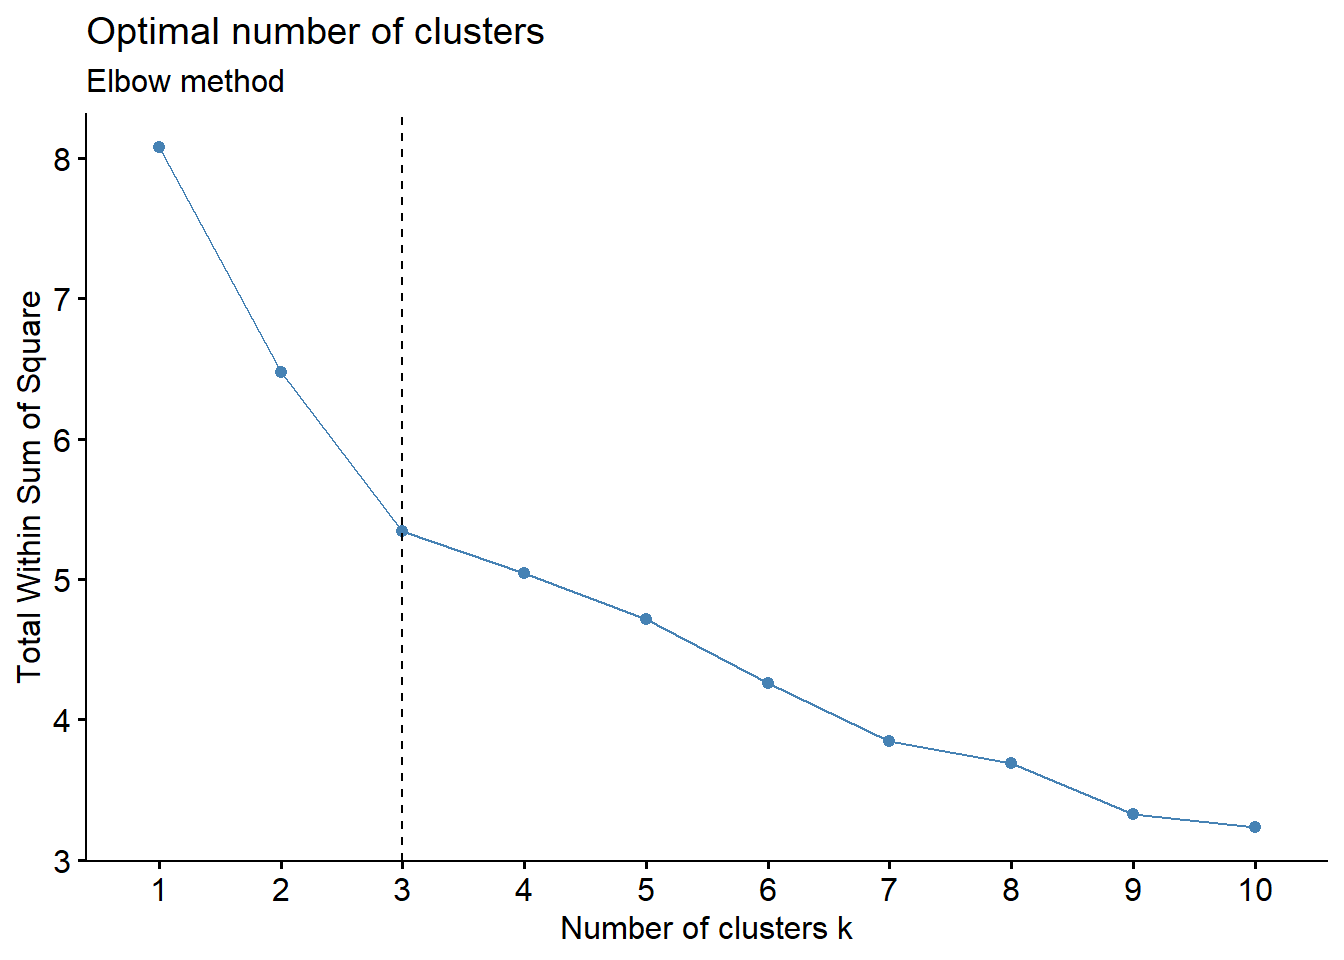 Optimal number of clusters
Elbow method
Total Within Sum of Square
8
7
6
5
4
3
1 2 3 4 5 6 7 8 9 10
Number of clusters k